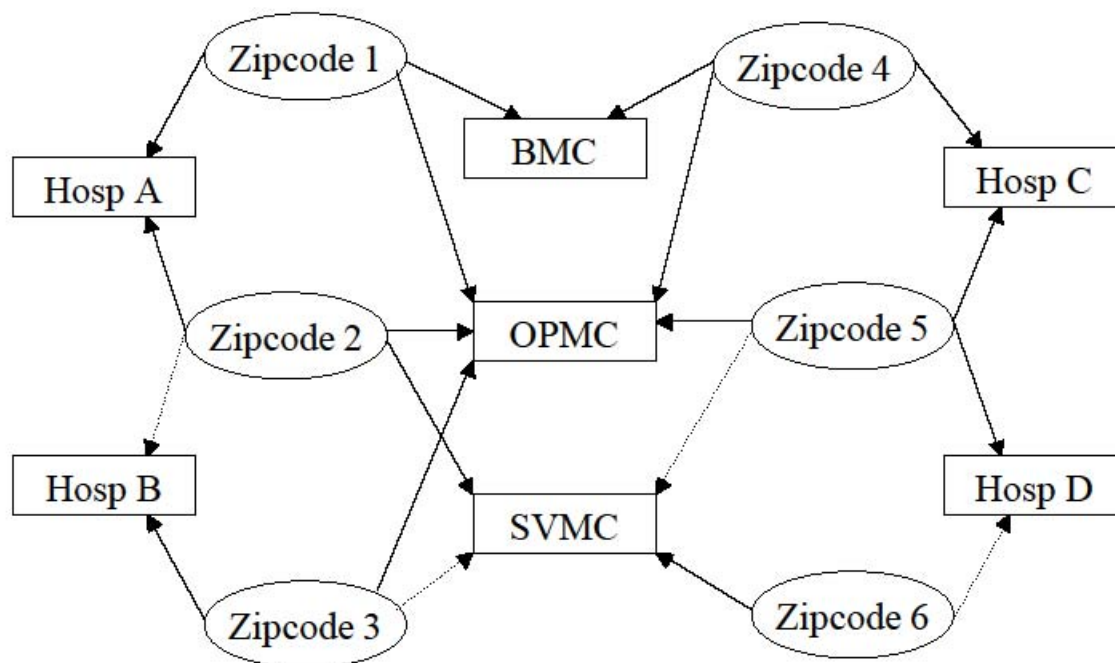 Zipcode 1
Zipcode 4
BMC
Hosp A
Hosp C
Zipcode 2
OPMC
Zipcode 5
Hosp B
SVMC
Hosp D
Zipcode 3
Zipcode 6